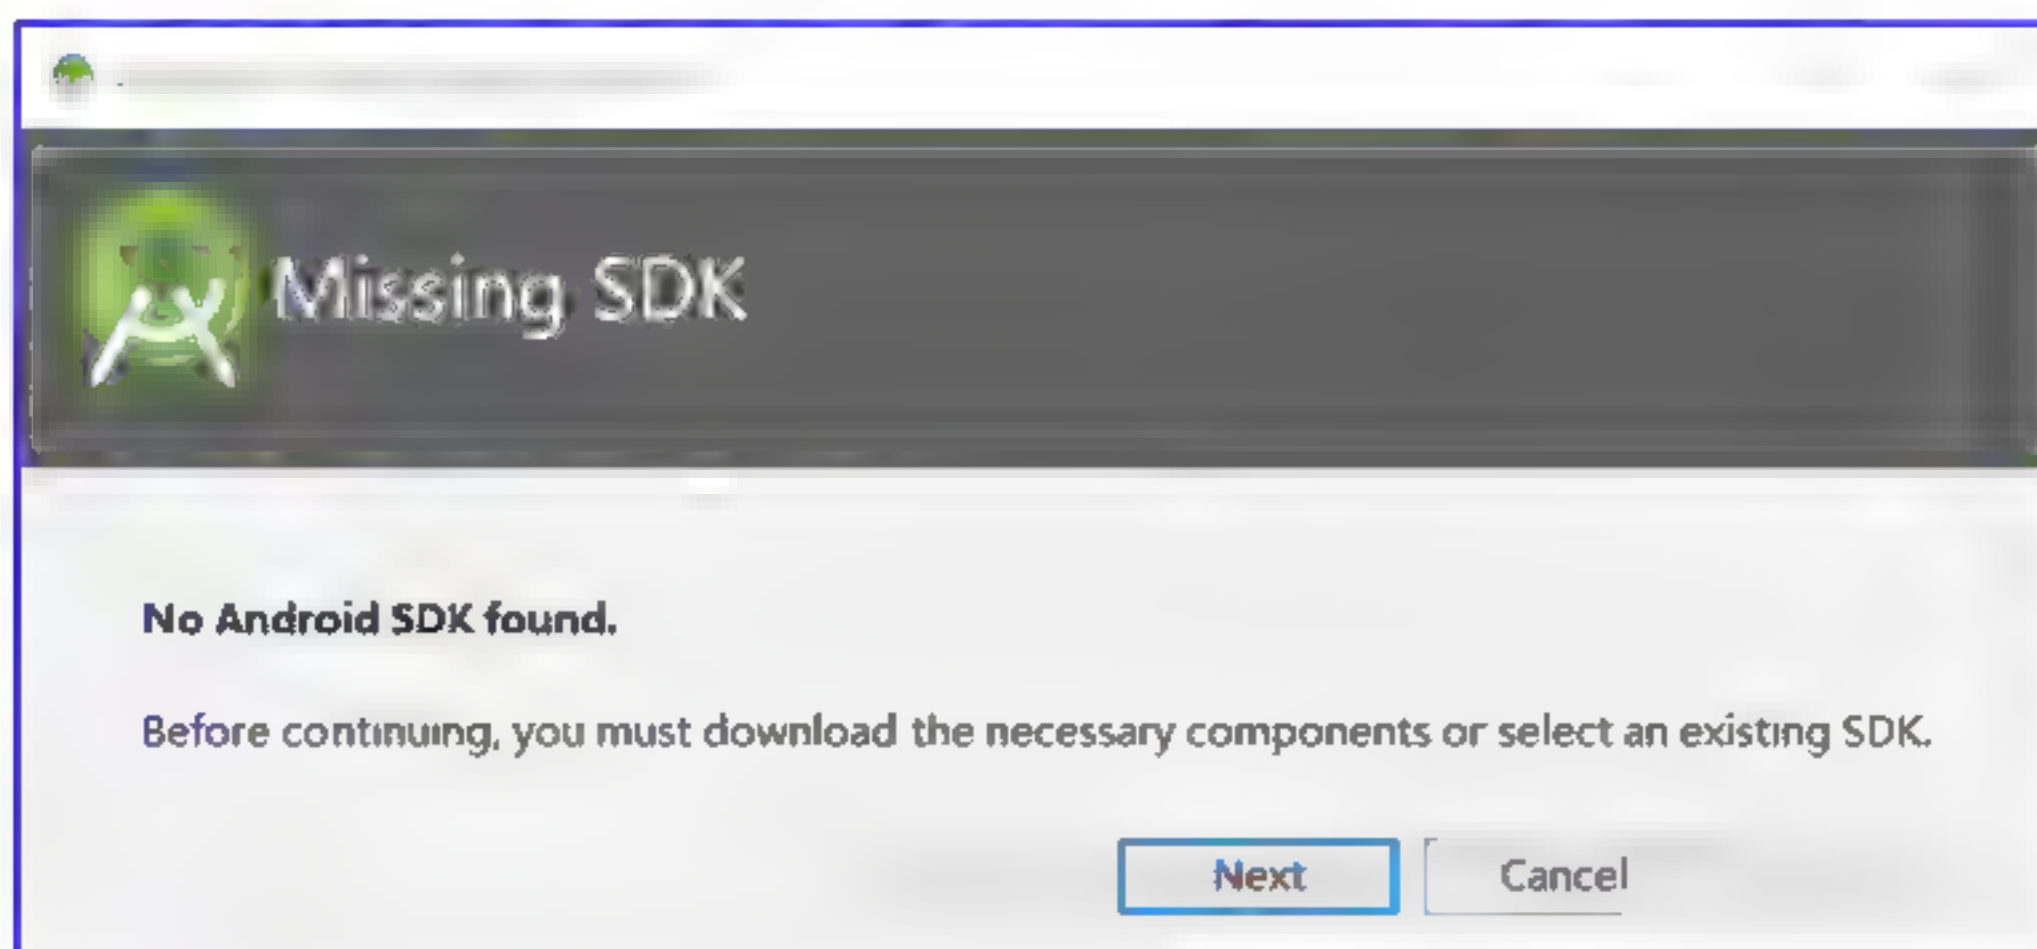 Missing SDK
No Android SDK found.
Before continuing, you must download the necessary components or select an existing SDK.
Next
Cancel